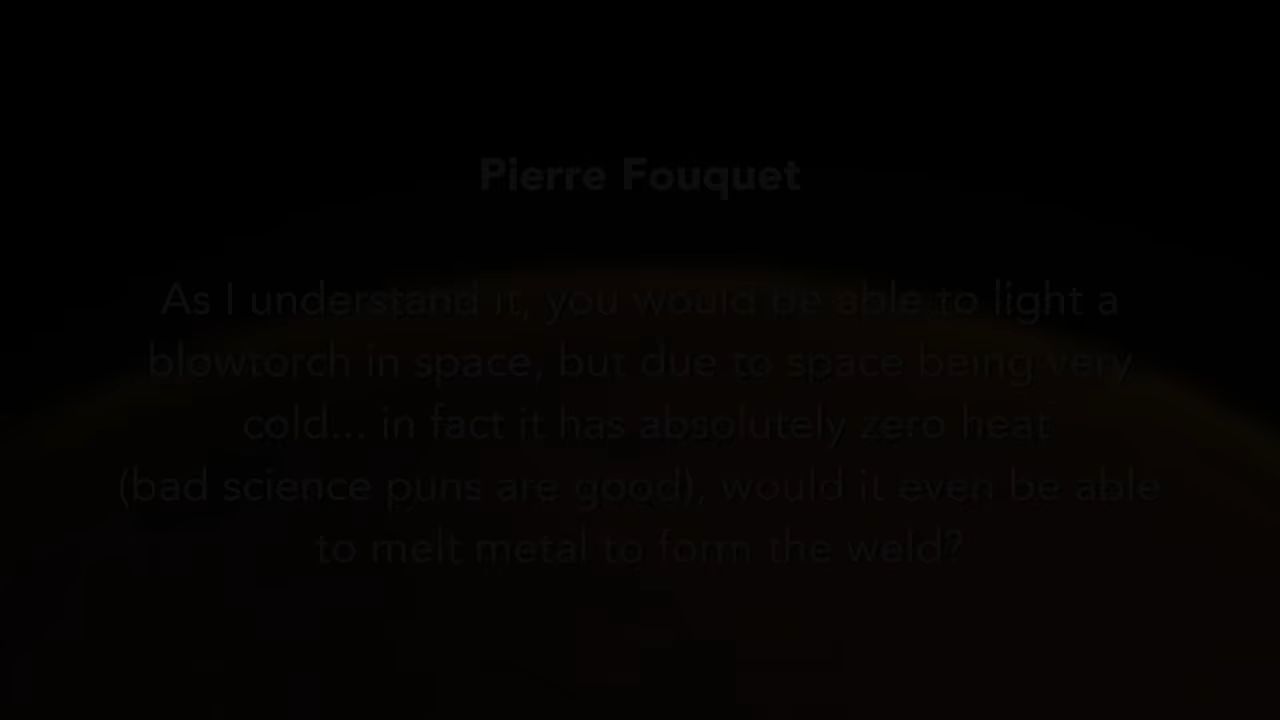 Pierre Fouquet
As I understand it, you would be able to light a
blowtorch in space, but due to space being very
cold... in fact it has absolutely zero heat
(bad science puns are good), would it even be able
to melt metal to form the weld?